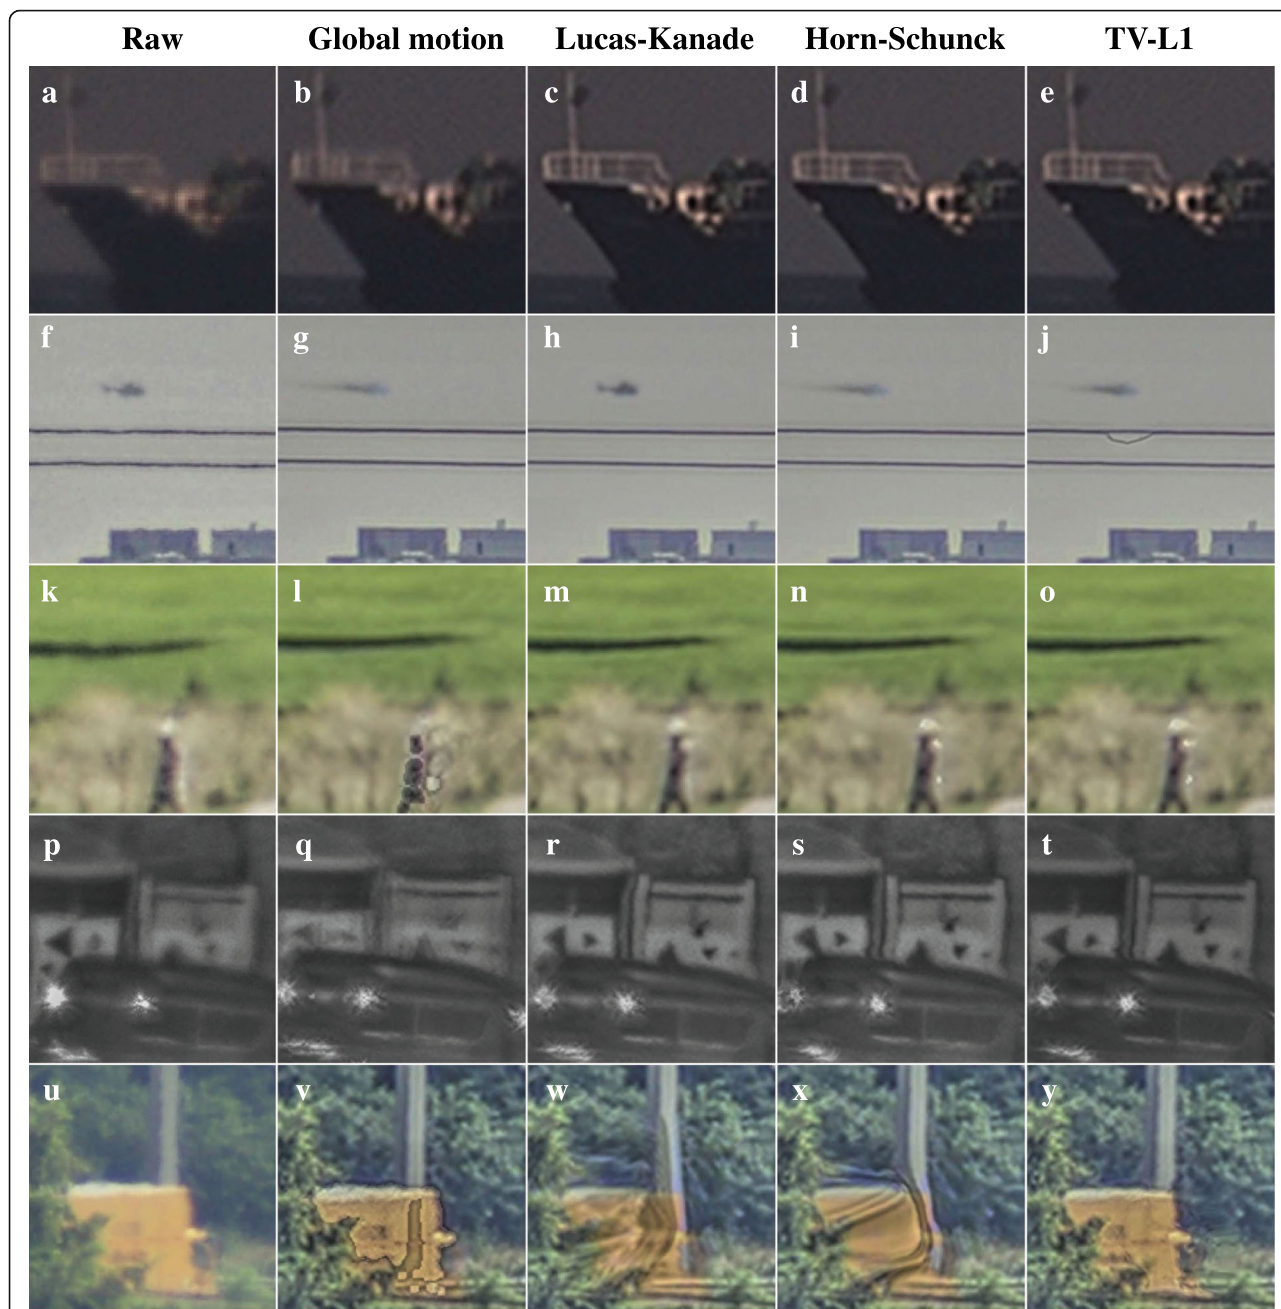 Raw Global motion Lucas-Kanade Horn-Schunck TV-L1
a b c d e
f g h i j
k l m n o
p q r s t
u v w x y